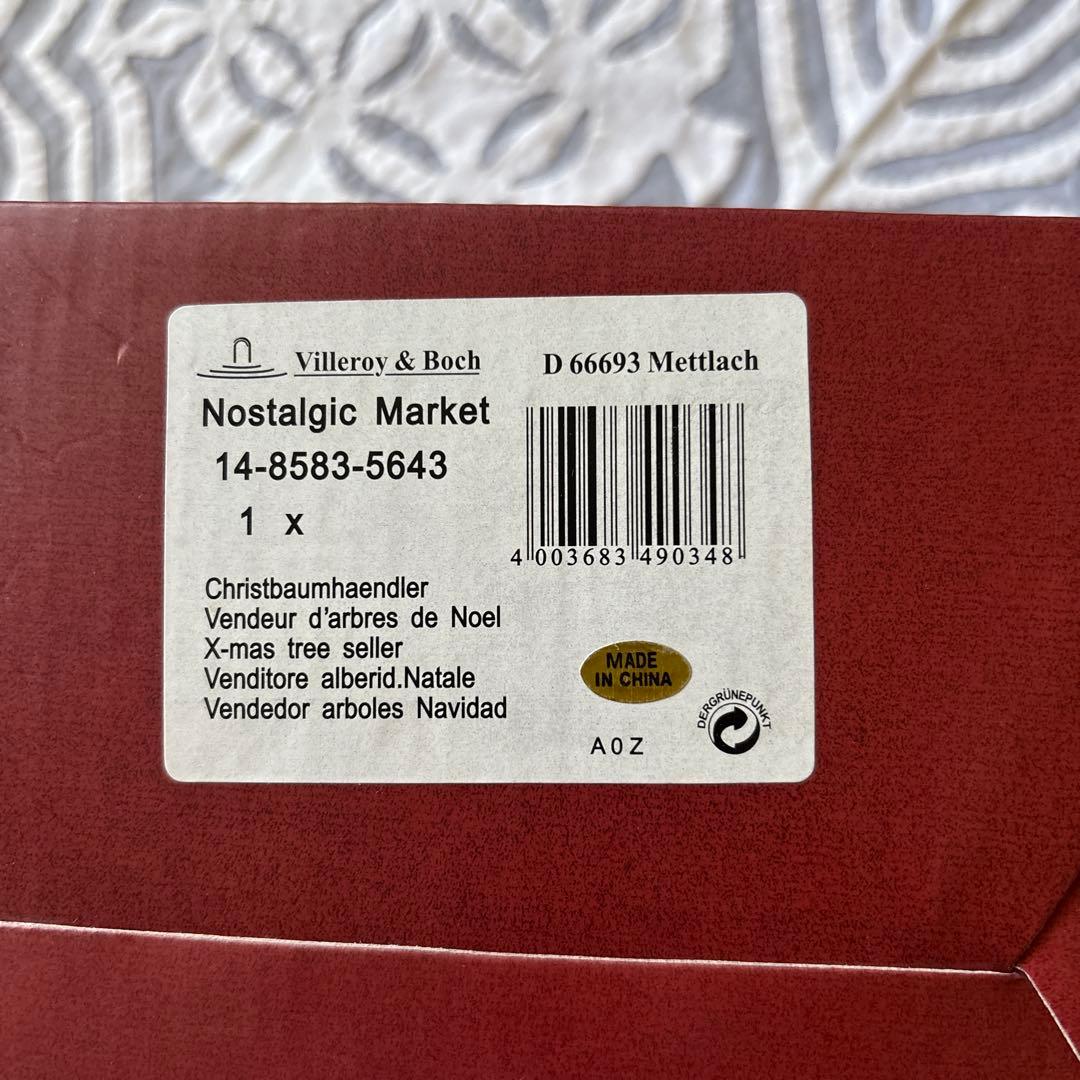 Villeroy & Boch D 66693 Mettlach
Nostalgic Market
14-8583-5643
1 x
4 003683 490348
Christbaumhaendler
Vendeur d'arbres de Noel
X-mas tree seller
Venditore alberid.Natale
Vendedor arboles Navidad
MADE
IN CHINA
DERGRÜNEPUNKT
A0Z